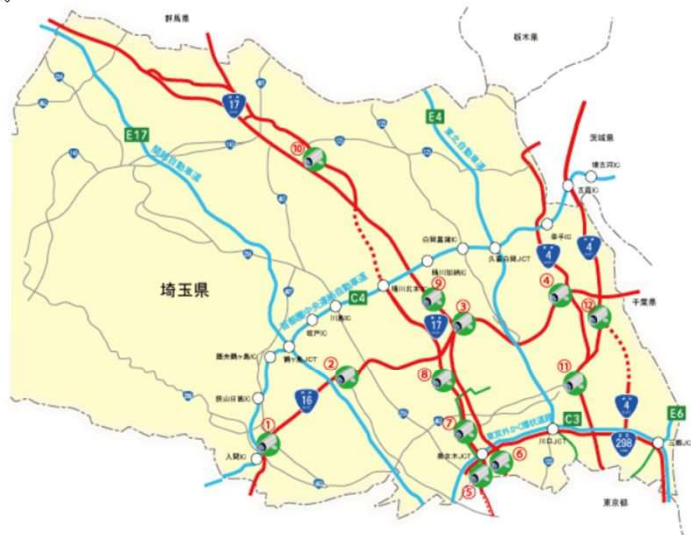 群馬県
栃木県
17
E4
E17
茨城県
東北自動車道
境古河IC
関越自動車道
⑩
五霞IC
幸手IC
白岡菖蒲IC
久喜白岡JCT
4
4
桶川加納IC
埼玉県
首都圏中央連絡自動車道
C4
桶川北本IC
⑨
④
千葉県
川島IC
17
③
⑫
坂戸IC
圏央鶴ヶ島IC
鶴ヶ島JCT
②
⑧
⑪
狭山日高IC
16
4
E6
①
⑦
東京外かく環状道路
C3
川口JCT
298
三郷JCT
入間IC
美女木JCT
⑥
⑤
東京都